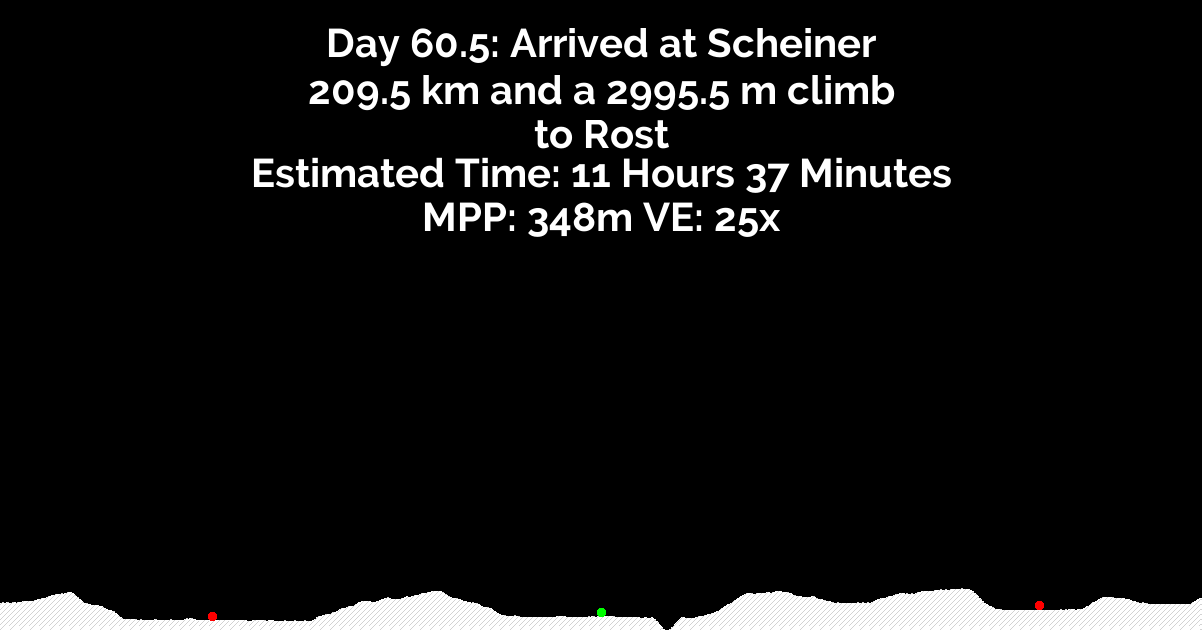 Day 60.5: Arrived at Scheiner
209.5 km and a 2995.5 m climb
to Rost
Estimated Time: 11 Hours 37 Minutes
MPP: 348m VE: 25x